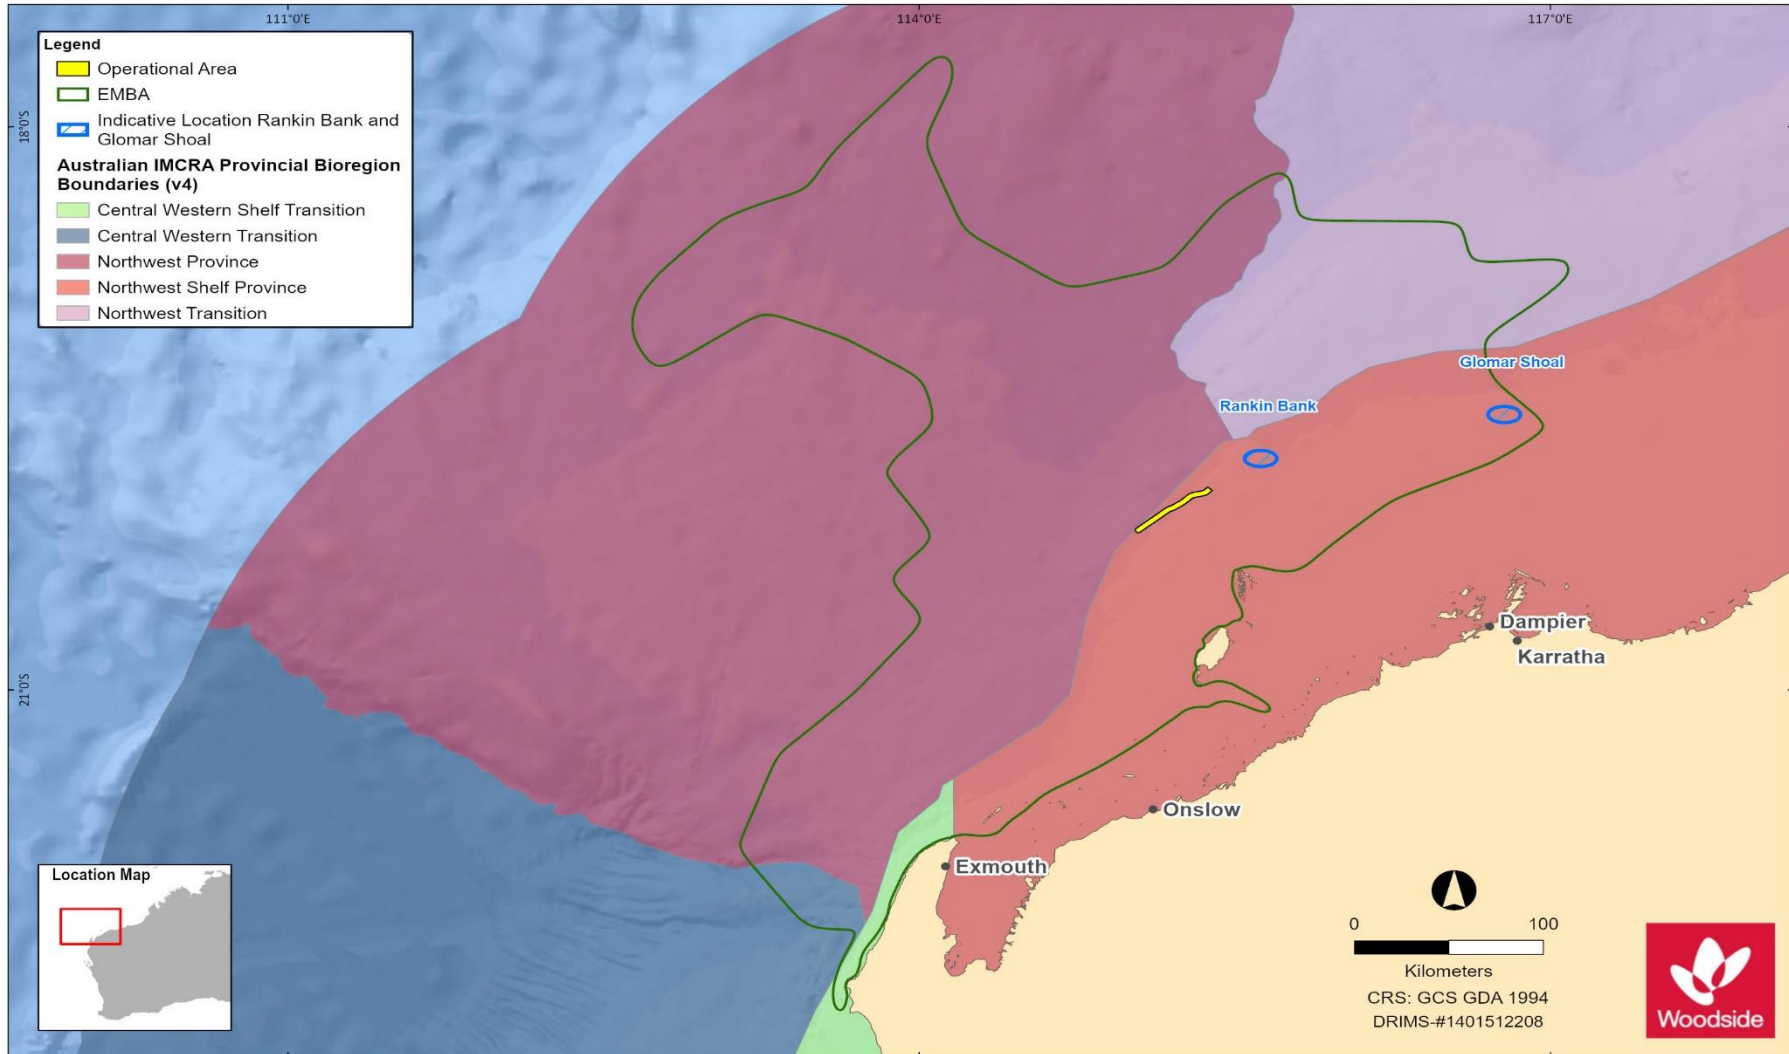 111°0'E
114°0'E
117°0'E
18°0'S
21°0'S
Legend
Operational Area
EMBA
Indicative Location Rankin Bank and
Glomar Shoal
Australian IMCRA Provincial Bioregion
Boundaries (v4)
Central Western Shelf Transition
Central Western Transition
Northwest Province
Northwest Shelf Province
Northwest Transition
Glomar Shoal
Rankin Bank
Dampier
Karratha
Onslow
Exmouth
Location Map
0 100
Kilometers
CRS: GCS GDA 1994
DRIMS-#1401512208
Woodside